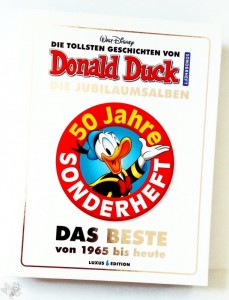 Walt Disney
DIE TOLLSTEN GESCHICHTEN VON
Donald Duck
SONDERHEFT
DIE JUBILÄUMSALBEN
50 Jahre
SONDERHEFT
DAS BESTE
von 1965 bis heute
LUXUS EDITION